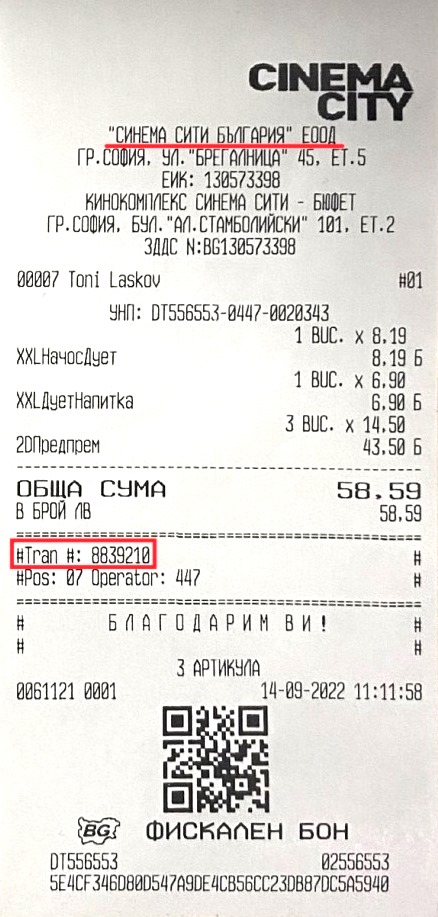 CINEMA
CITY
"СИНЕМА СИТИ БЪЛГАРИЯ" ЕООД
ГР.СОФИЯ, УЛ."БРЕГАЛНИЦА" 45, ЕТ.5
ЕИК: 130573398
КИНОКОМПЛЕКС СИНЕМА СИТИ - БЮФЕТ
ГР.СОФИЯ, БУЛ."АЛ.СТАМБОЛИЙСКИ" 101, ЕТ.2
ЗДДС N:BG130573398
00007 Toni Laskov #01
УНП: DT556553-0447-0020343
1 BUC. x 8.19
XXLНачосДует 8.19 Б
1 BUC. x 6.90
XXLДуетНапитка 6.90 Б
3 BUC. x 14.50
2DПредпрем 43.50 Б
ОБЩА СУМА 58.59
В БРОЙ ЛВ 58.59
#Tran #: 8839210 #
#Pos: 07 Operator: 447 #
# БЛАГОДАРИМ ВИ! #
# #
3 АРТИКУЛА
0061121 0001 14-09-2022 11:11:58
BG ФИСКАЛЕН БОН
DT556553 02556553
5E4CF346D80D547A9DE4CB56CC23DB87DC5A5940